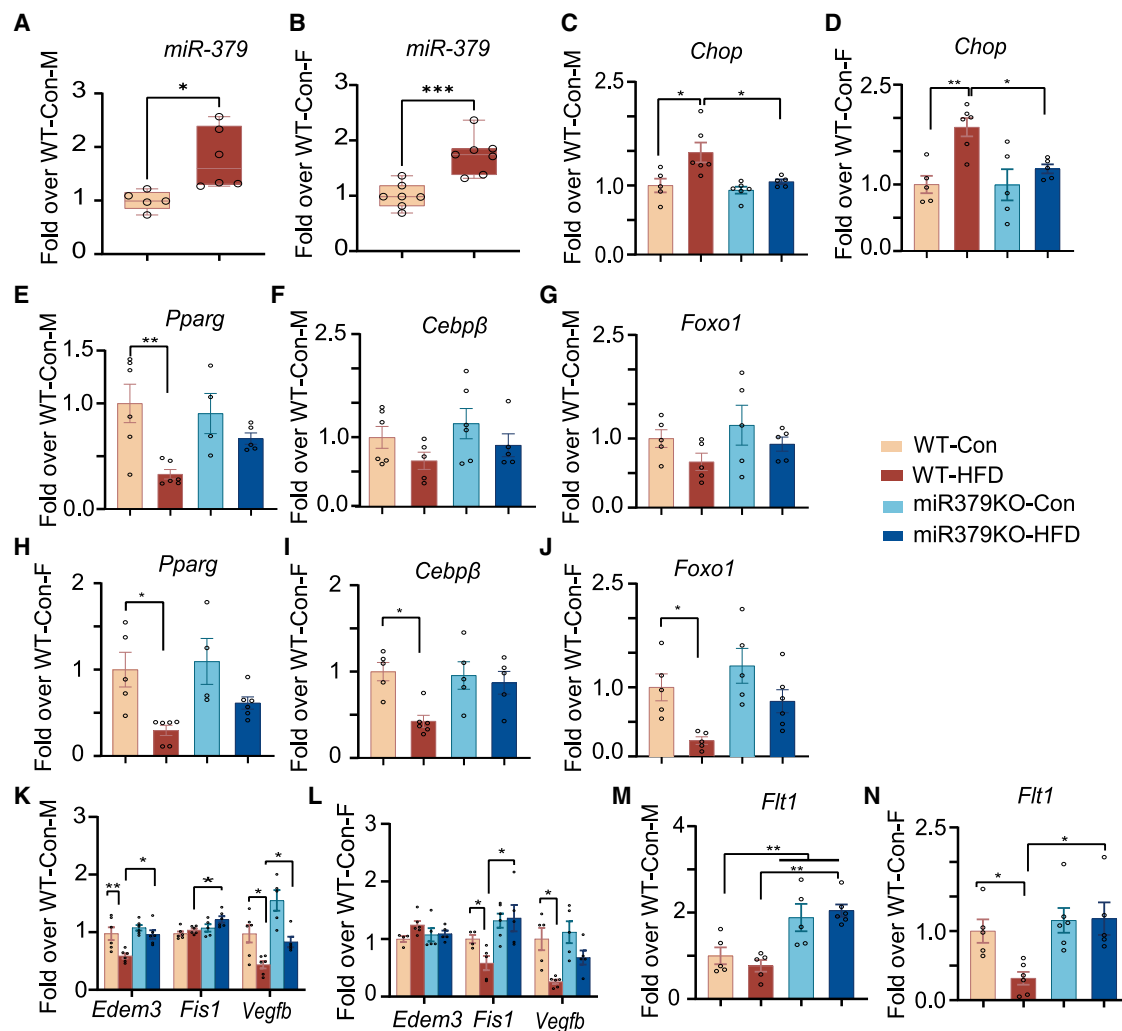 A
miR-379
Fold over WT-Con-M
3
2
1
0
*
B
miR-379
Fold over WT-Con-F
3
2
1
0
***
C
Chop
Fold over WT-Con-M
2.5
1.0
0.0
*
*
D
Chop
Fold over WT-Con-F
2.5
1.0
0.0
**
*
E
Pparg
Fold over WT-Con-M
1.5
1.0
0.5
0.0
**
F
Cebpβ
Fold over WT-Con-M
2.5
1.0
0.0
G
Foxo1
Fold over WT-Con-M
2.5
1.0
0.0
WT-Con
WT-HFD
miR379KO-Con
miR379KO-HFD
H
Pparg
Fold over WT-Con-F
2
1
0
*
I
Cebpβ
Fold over WT-Con-F
2
1
0
*
J
Foxo1
Fold over WT-Con-F
2.5
1.0
0.0
*
K
Fold over WT-Con-M
3
2
1
0
**
*
*
*
*
Edem3 Fis1 Vegfb
L
Fold over WT-Con-F
3
2
1
0
*
*
*
Edem3 Fis1 Vegfb
M
Flt1
Fold over WT-Con-M
4
2
0
**
**
N
Flt1
Fold over WT-Con-F
2.5
1.0
0.0
*
*